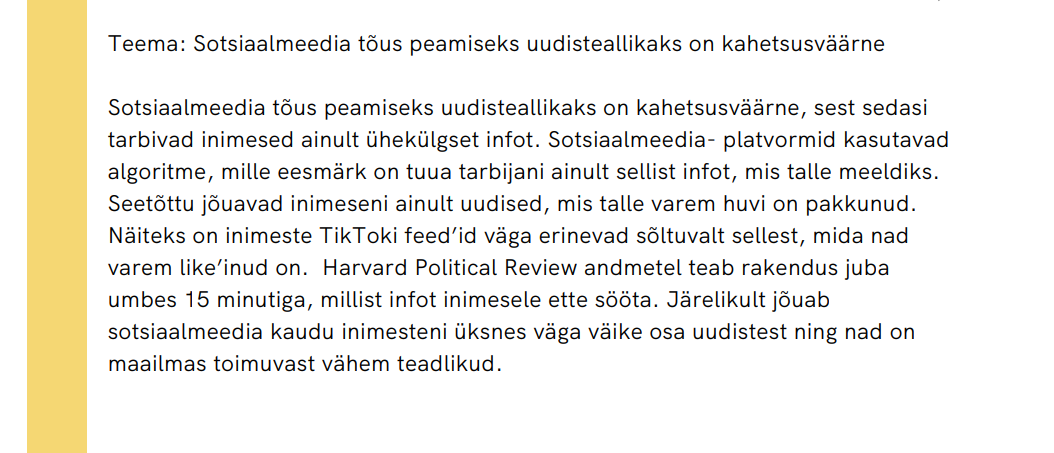 Teema: Sotsiaalmeedia tõus peamiseks uudisteallikaks on kahetsusväärne
Sotsiaalmeedia tõus peamiseks uudisteallikaks on kahetsusväärne, sest sedasi
tarbivad inimesed ainult ühekülgset infot. Sotsiaalmeedia- platvormid kasutavad
algoritme, mille eesmärk on tuua tarbijani ainult sellist infot, mis talle meeldiks.
Seetõttu jõuavad inimeseni ainult uudised, mis talle varem huvi on pakkunud.
Näiteks on inimeste TikToki feed’id väga erinevad sõltuvalt sellest, mida nad
varem like’inud on.  Harvard Political Review andmetel teab rakendus juba
umbes 15 minutiga, millist infot inimesele ette sööta. Järelikult jõuab
sotsiaalmeedia kaudu inimesteni üksnes väga väike osa uudistest ning nad on
maailmas toimuvast vähem teadlikud.